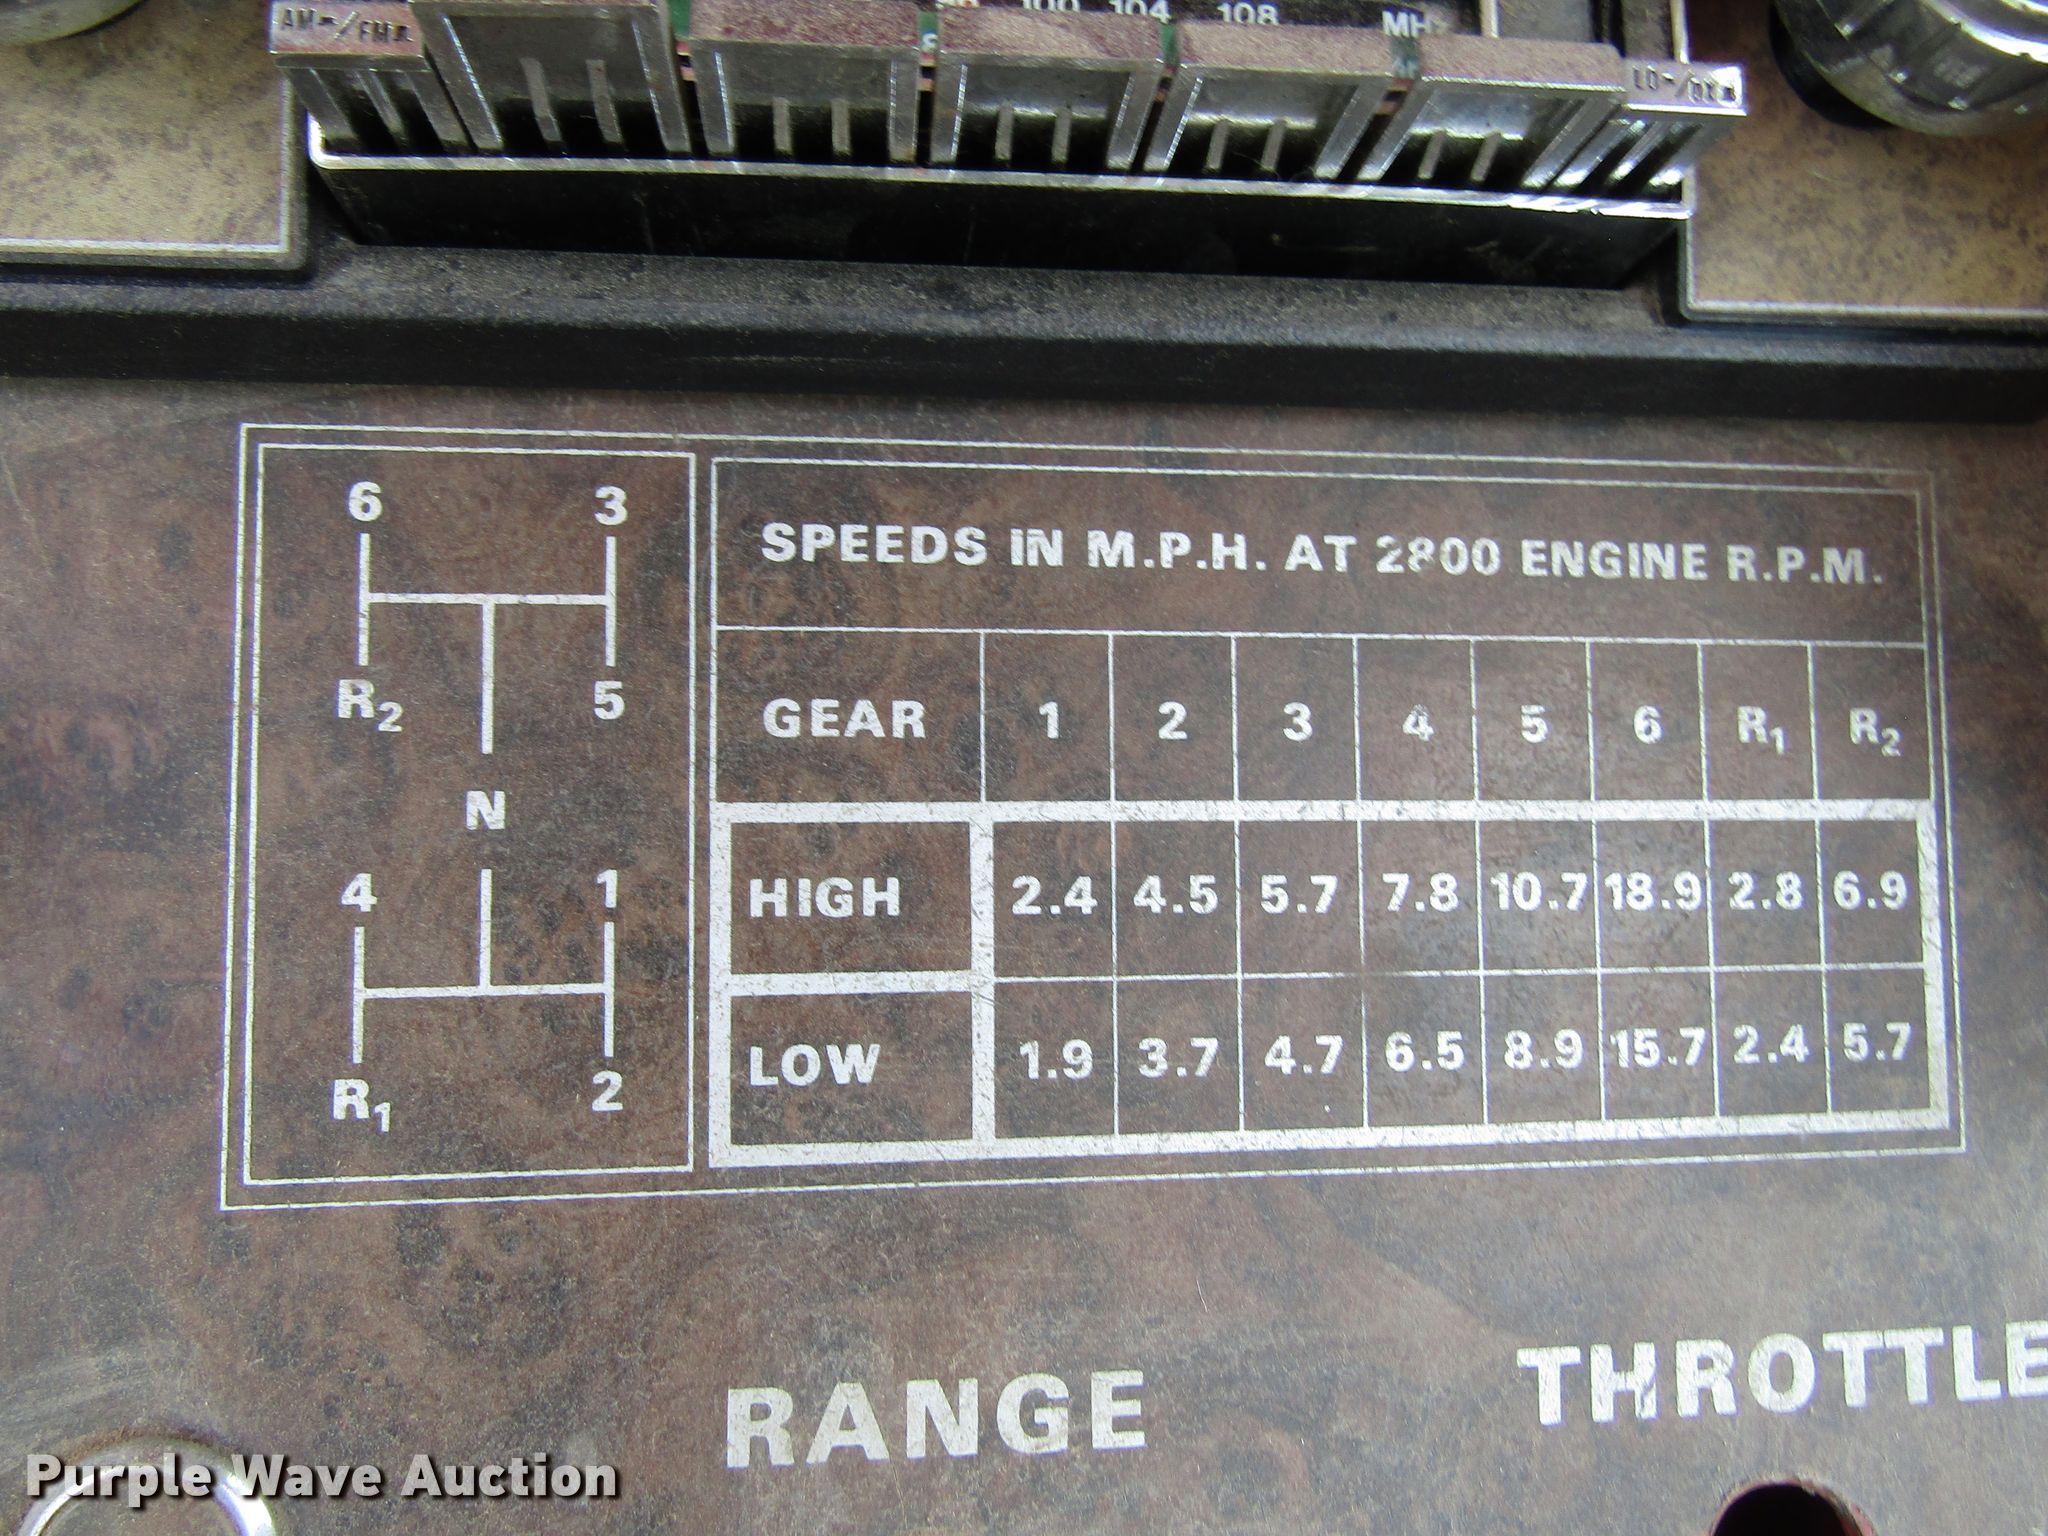 AM-/FM
100 104 108 MHz
6 3
R2 5
N
4 1
R1 2
SPEEDS IN M.P.H. AT 2800 ENGINE R.P.M.
GEAR 1 2 3 4 5 6 R1 R2
HIGH 2.4 4.5 5.7 7.8 10.7 18.9 2.8 6.9
LOW 1.9 3.7 4.7 6.5 8.9 15.7 2.4 5.7
RANGE
THROTTLE
Purple Wave Auction